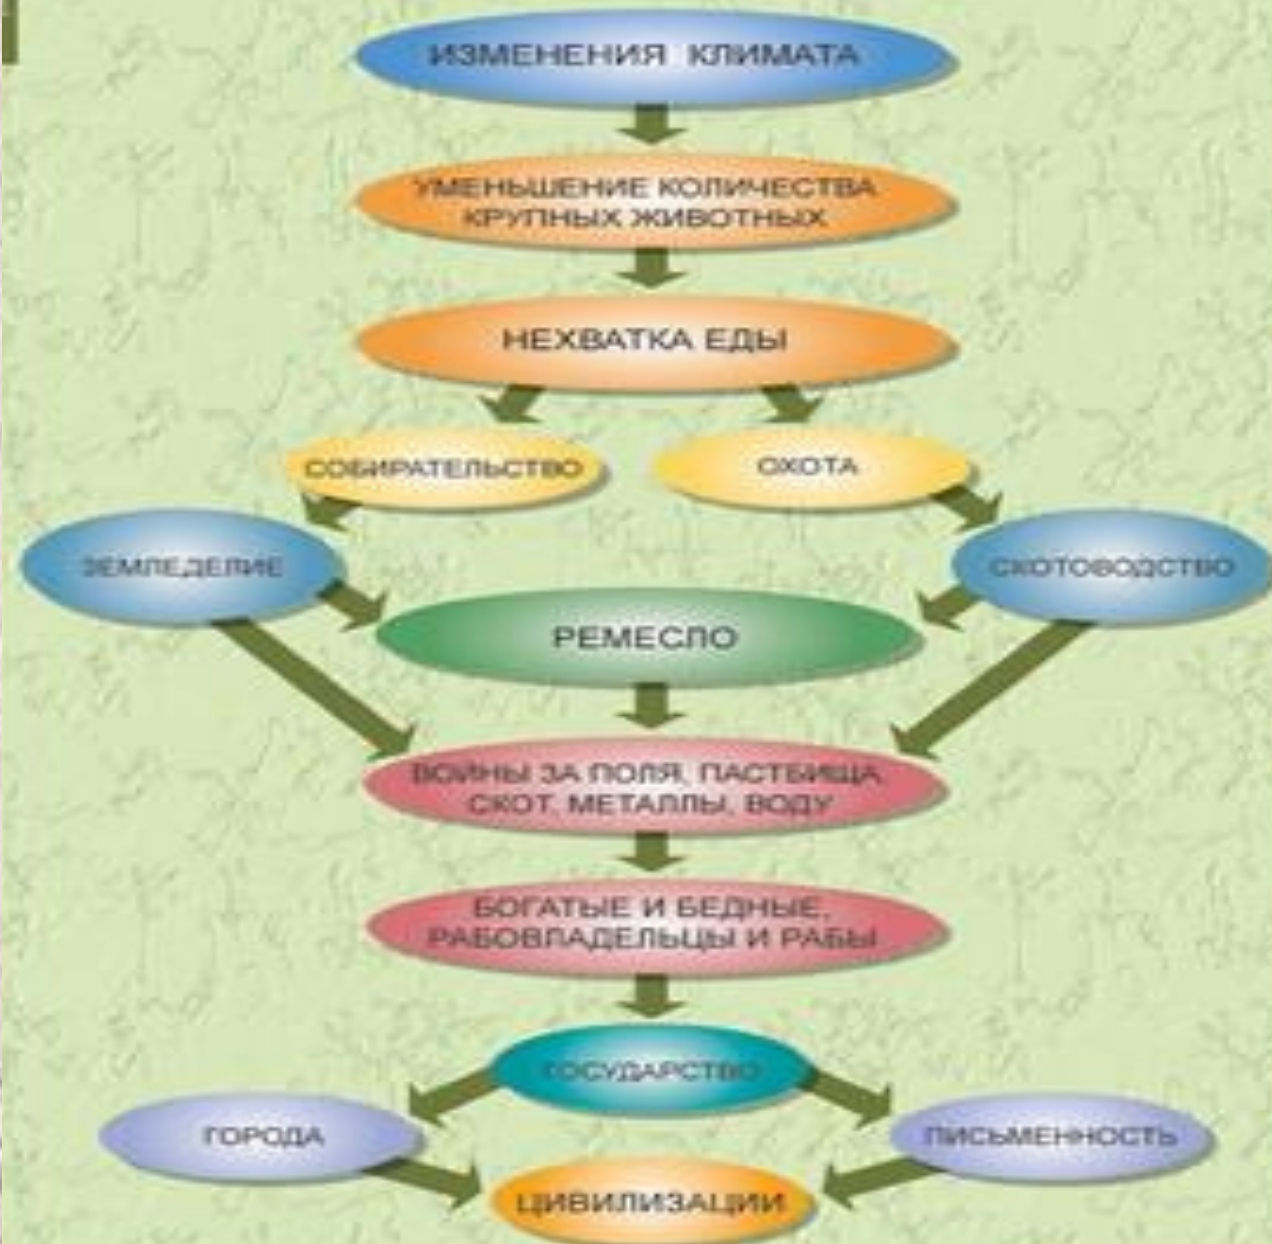 ИЗМЕНЕНИЯ КЛИМАТА
УМЕНЬШЕНИЕ КОЛИЧЕСТВА
КРУПНЫХ ЖИВОТНЫХ
НЕХВАТКА ЕДЫ
СОБИРАТЕЛЬСТВО
ОХОТА
ЗЕМЛЕДЕЛИЕ
СКОТОВОДСТВО
РЕМЕСЛО
ВОЙНЫ ЗА ПОЛЯ, ПАСТБИЩА
СКОТ, МЕТАЛЛЫ, ВОДУ
БОГАТЫЕ И БЕДНЫЕ,
РАБОВЛАДЕЛЬЦЫ И РАБЫ
ГОСУДАРСТВО
ГОРОДА
ПИСЬМЕННОСТЬ
ЦИВИЛИЗАЦИИ